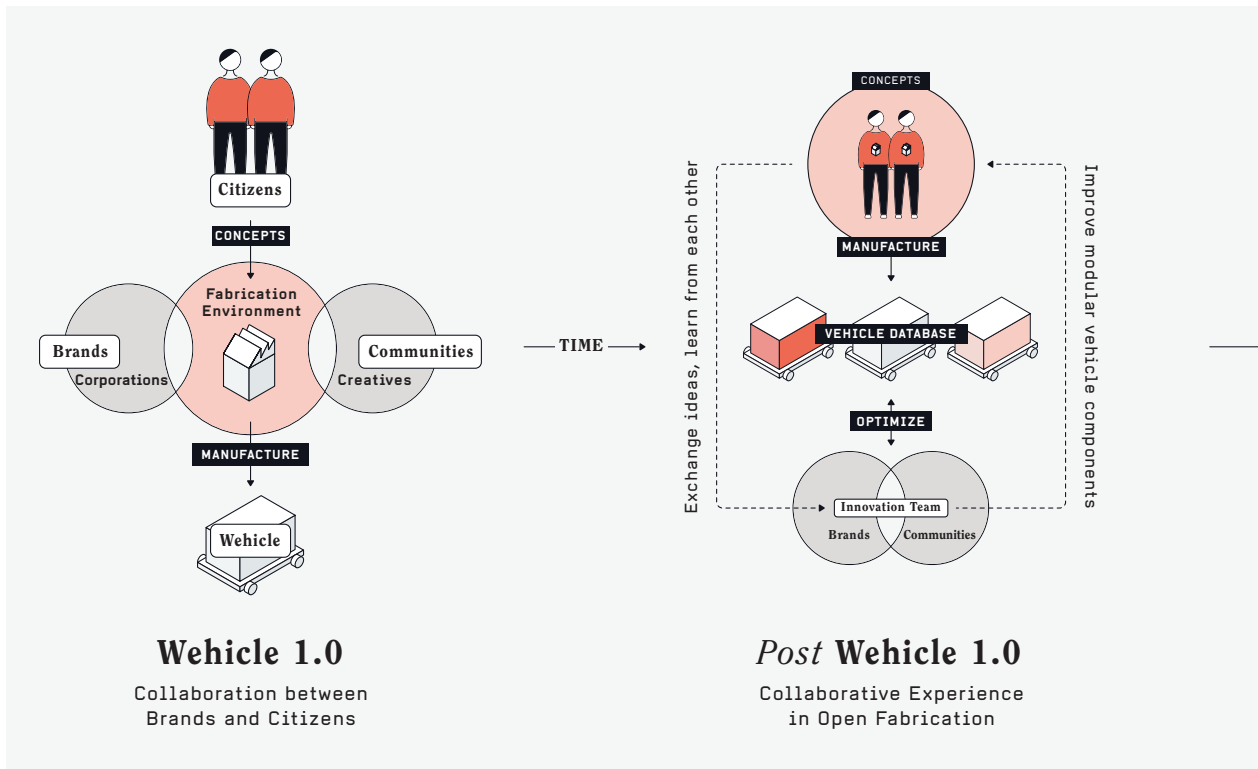 Citizens
CONCEPTS
Fabrication
Environment
Brands
Corporations
Communities
Creatives
MANUFACTURE
Wehicle
Wehicle 1.0
Collaboration between
Brands and Citizens
TIME
CONCEPTS
MANUFACTURE
Exchange ideas, learn from each other
Improve modular vehicle components
VEHICLE DATABASE
OPTIMIZE
Innovation Team
Brands
Communities
Post Wehicle 1.0
Collaborative Experience
in Open Fabrication